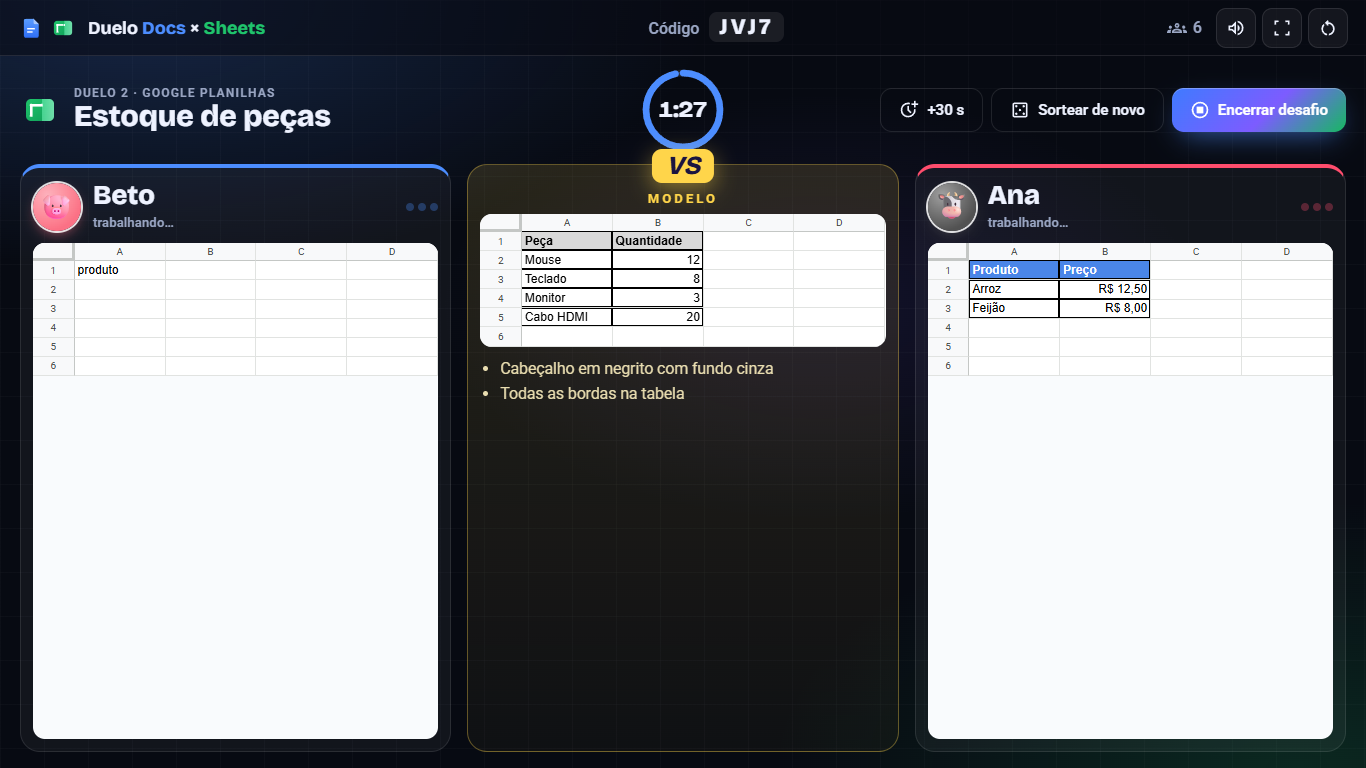 Duelo Docs × Sheets
Código JVJ7
6
DUELO 2 · GOOGLE PLANILHAS
Estoque de peças
1:27
+30 s
Sortear de novo
Encerrar desafio
Beto
trabalhando...
A B C D
1 produto
2
3
4
5
6
VS
MODELO
A B C D
1 Peça Quantidade
2 Mouse 12
3 Teclado 8
4 Monitor 3
5 Cabo HDMI 20
6
• Cabeçalho em negrito com fundo cinza
• Todas as bordas na tabela
Ana
trabalhando...
A B C D
1 Produto Preço
2 Arroz R$ 12,50
3 Feijão R$ 8,00
4
5
6